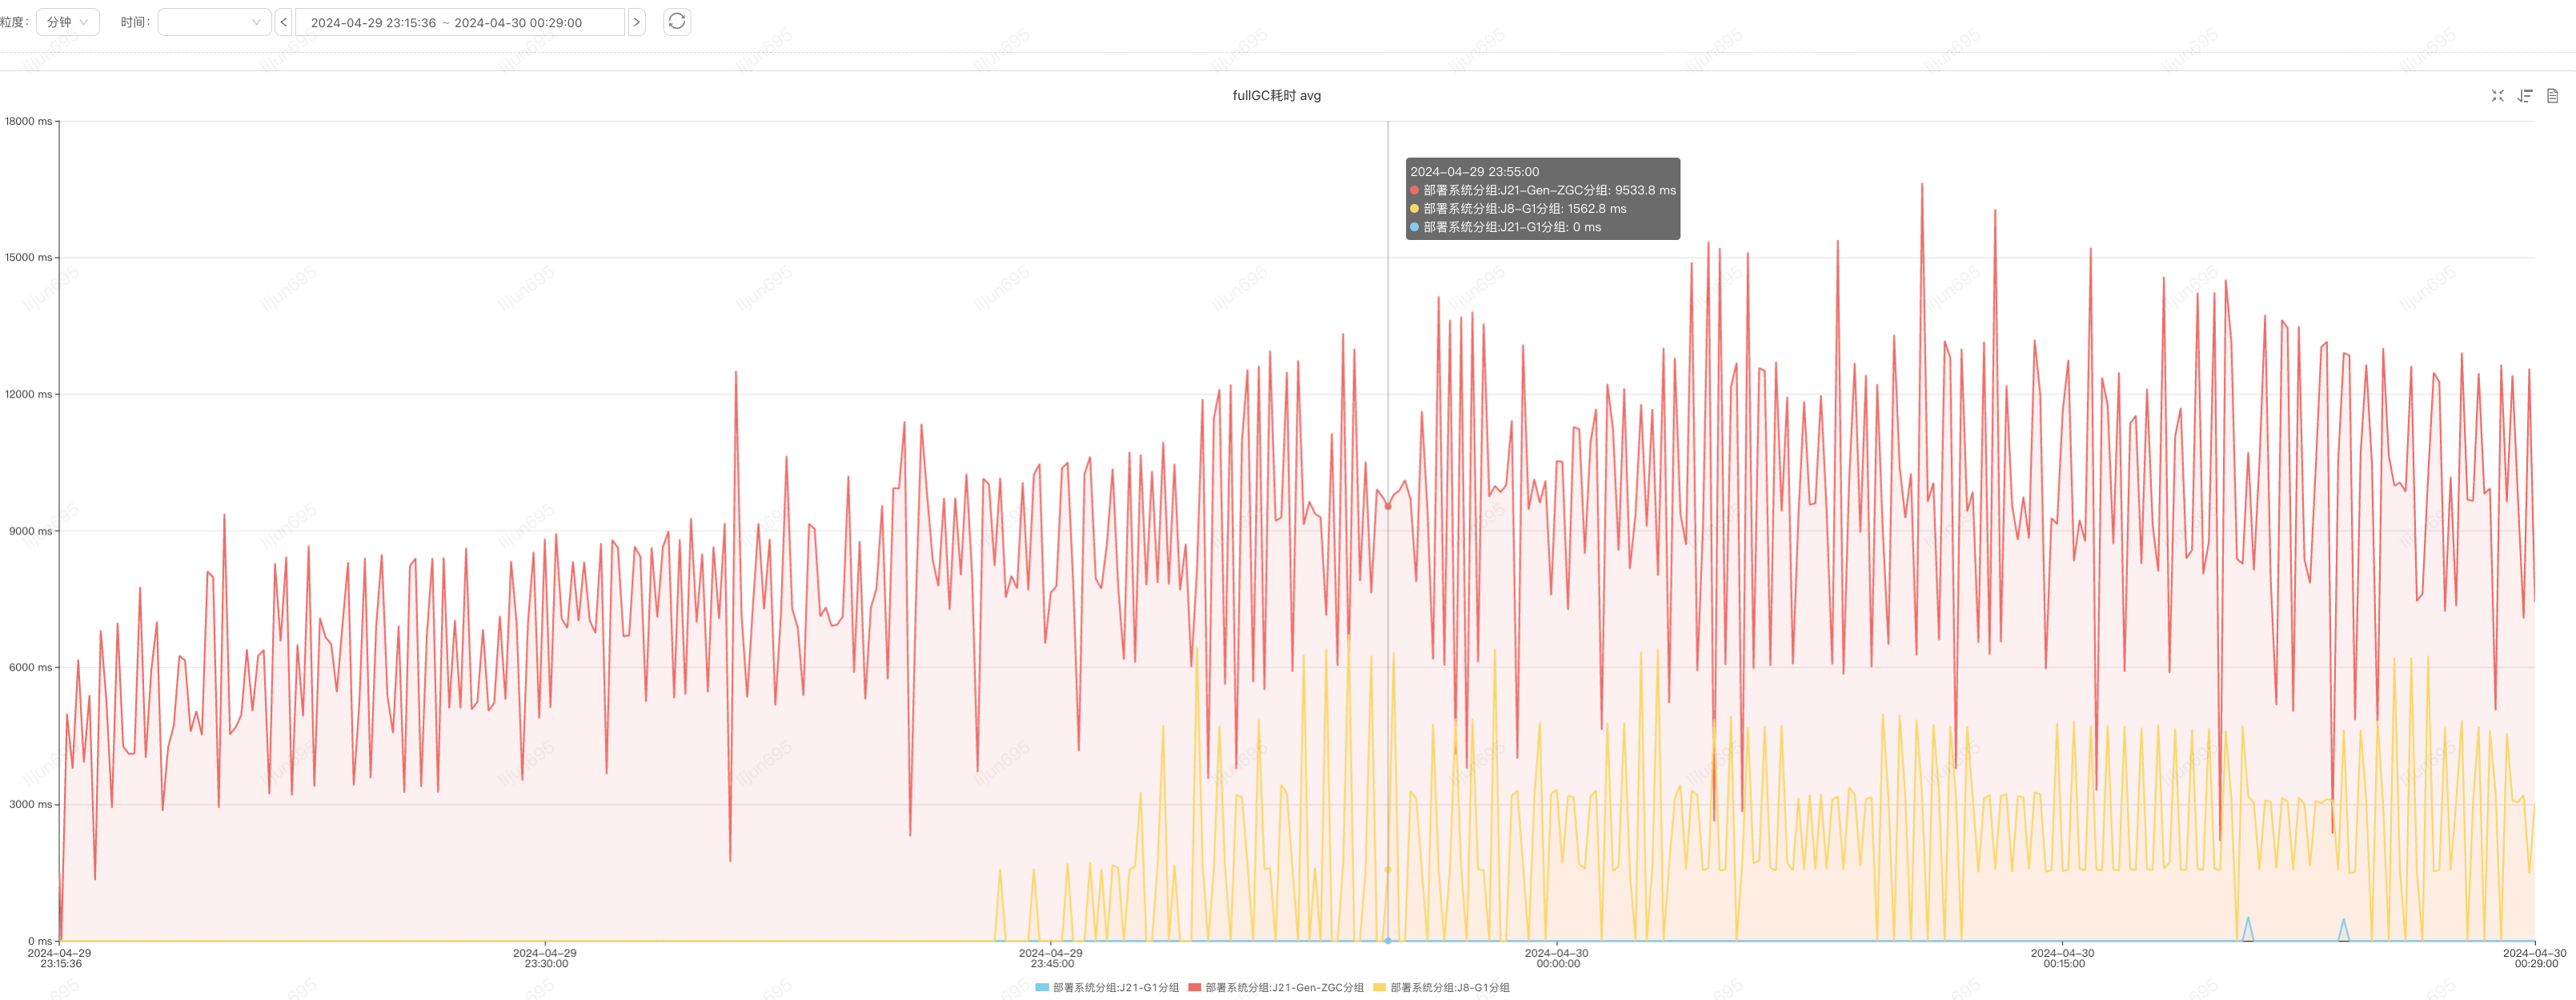 粒度： 分钟 时间： < 2024-04-29 23:15:36 ~ 2024-04-30 00:29:00 >
fullGC耗时 avg
18000 ms
15000 ms
12000 ms
9000 ms
6000 ms
3000 ms
0 ms
2024-04-29 23:55:00
部署系统分组:J21-Gen-ZGC分组: 9533.8 ms
部署系统分组:J8-G1分组: 1562.8 ms
部署系统分组:J21-G1分组: 0 ms
2024-04-29
23:15:36
2024-04-29
23:30:00
2024-04-29
23:45:00
2024-04-30
00:00:00
2024-04-30
00:15:00
2024-04-30
00:29:00
部署系统分组:J21-G1分组 部署系统分组:J21-Gen-ZGC分组 部署系统分组:J8-G1分组